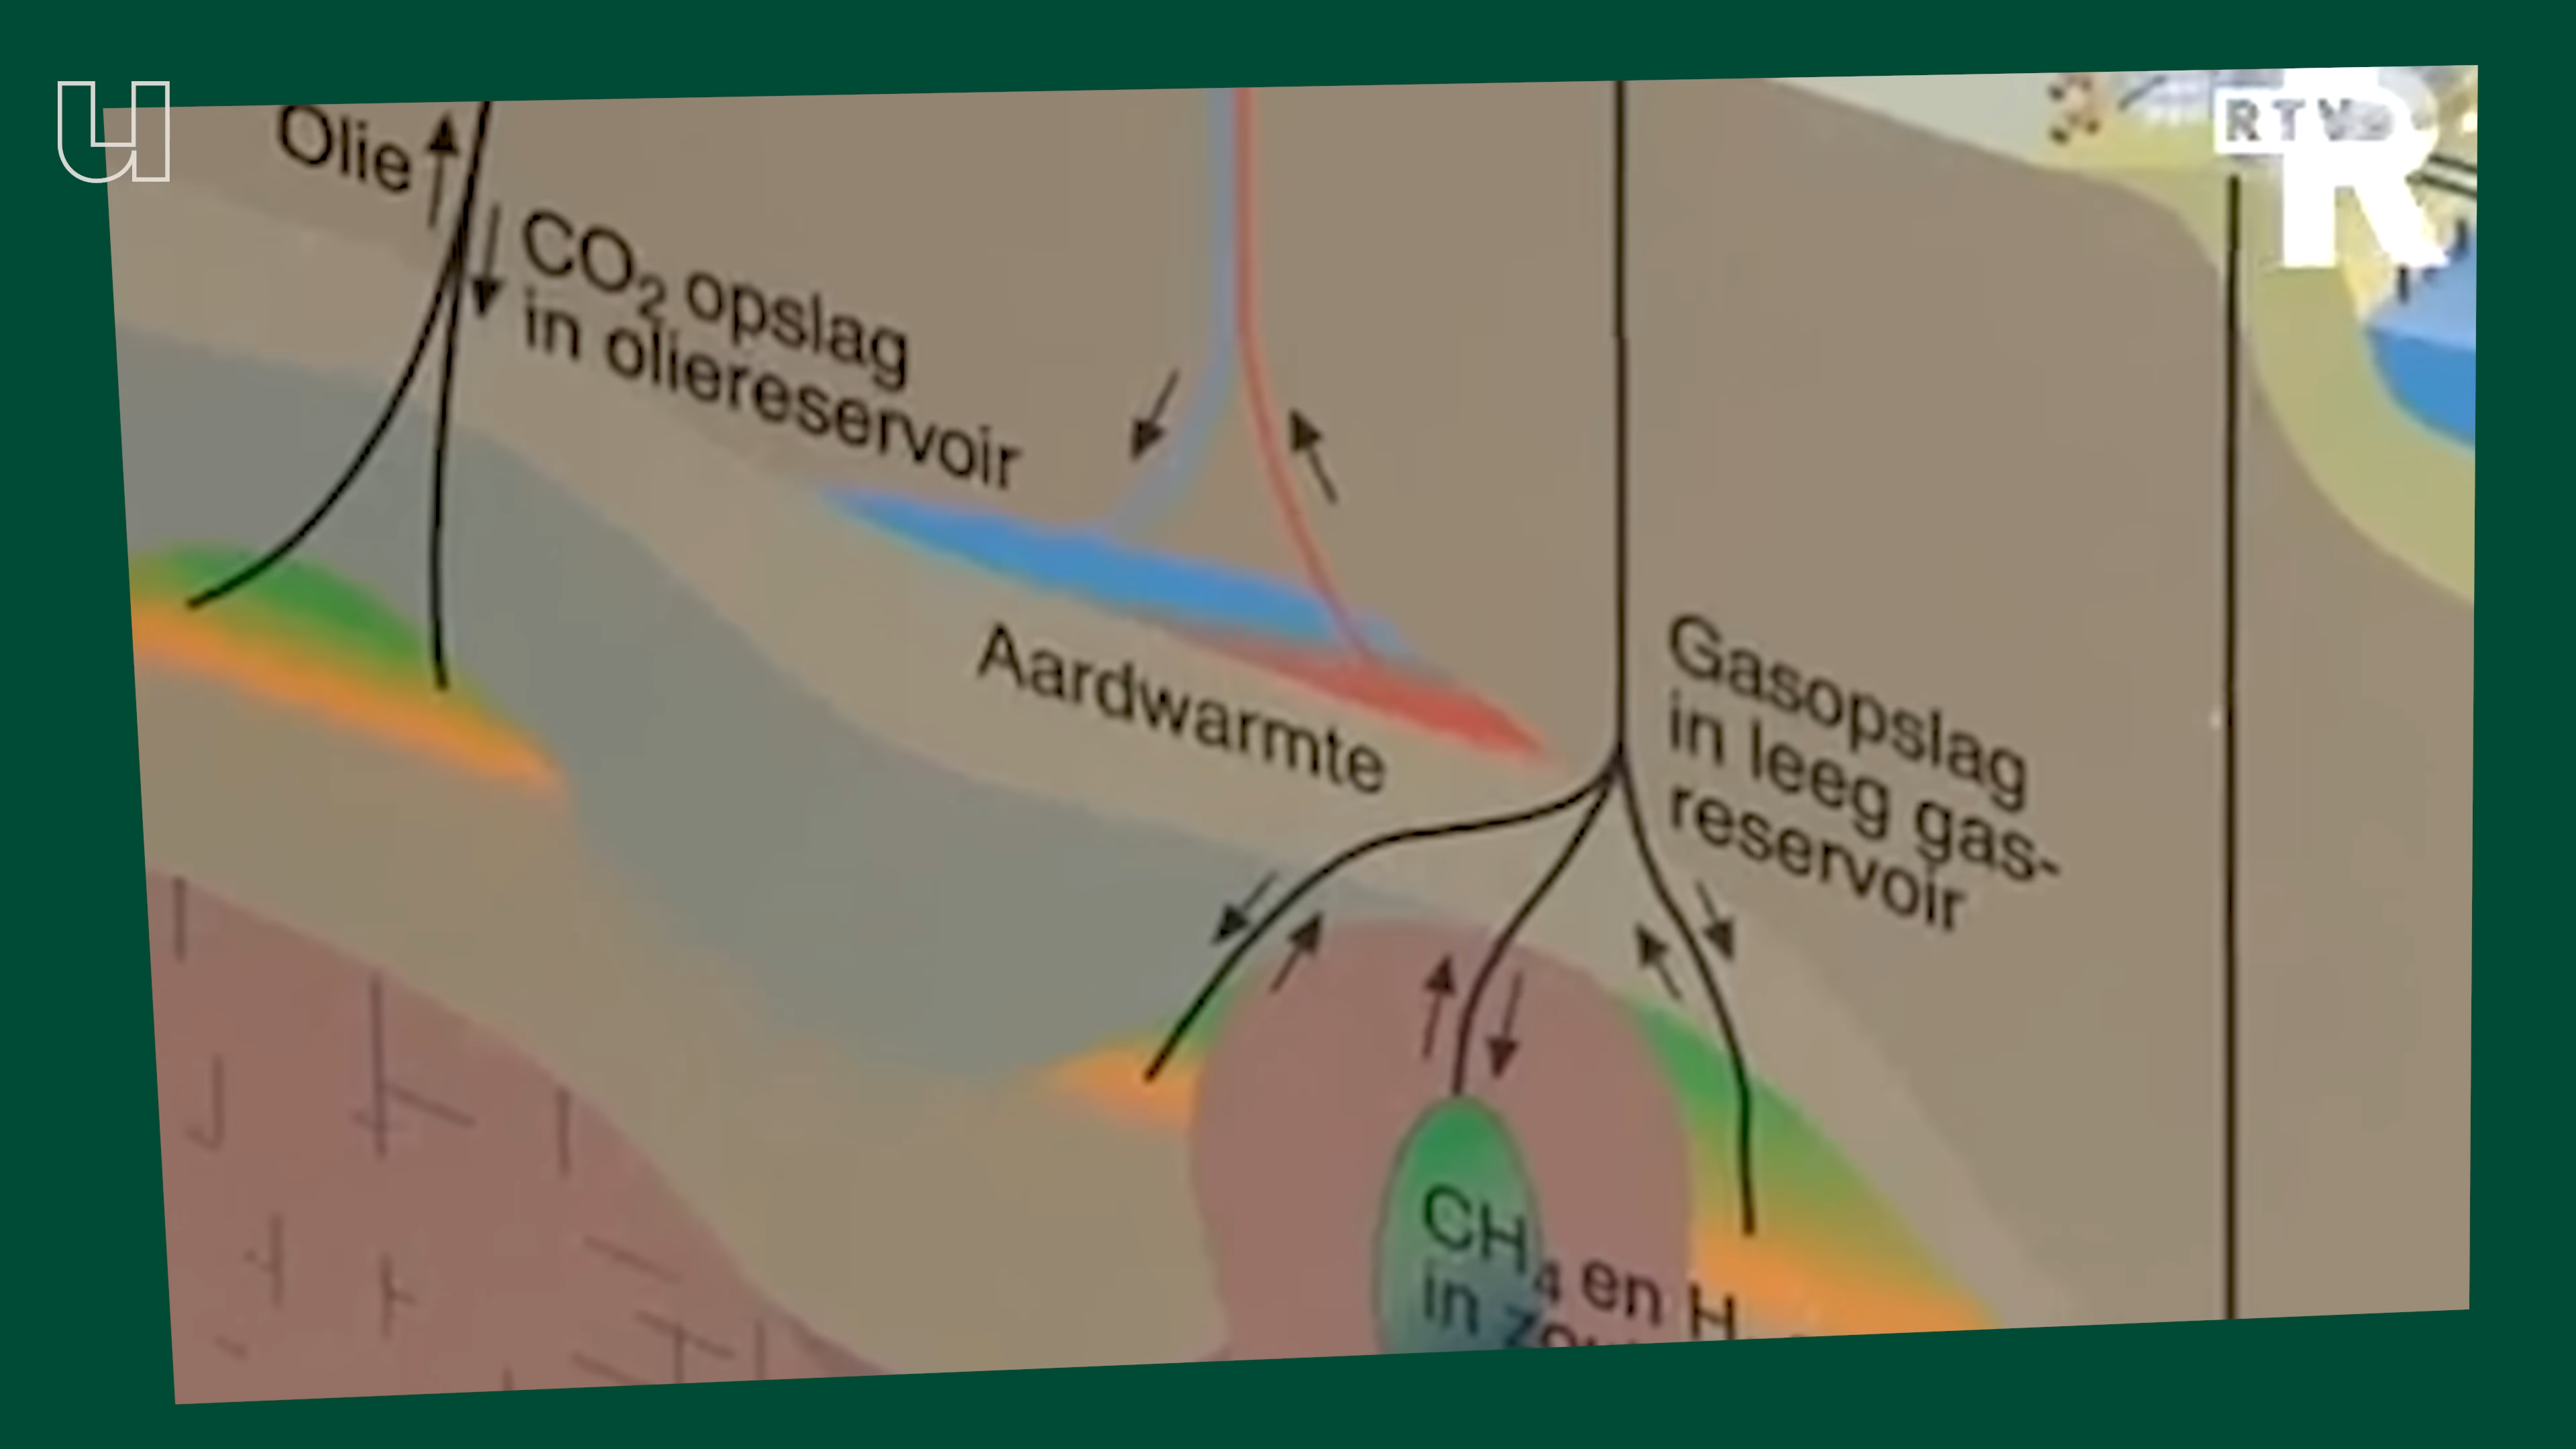 u
RTV
R
Olie
CO₂ opslag
in oliereservoir
Aardwarmte
Gasopslag
in leeg gas-
reservoir
CH₄ en H
in